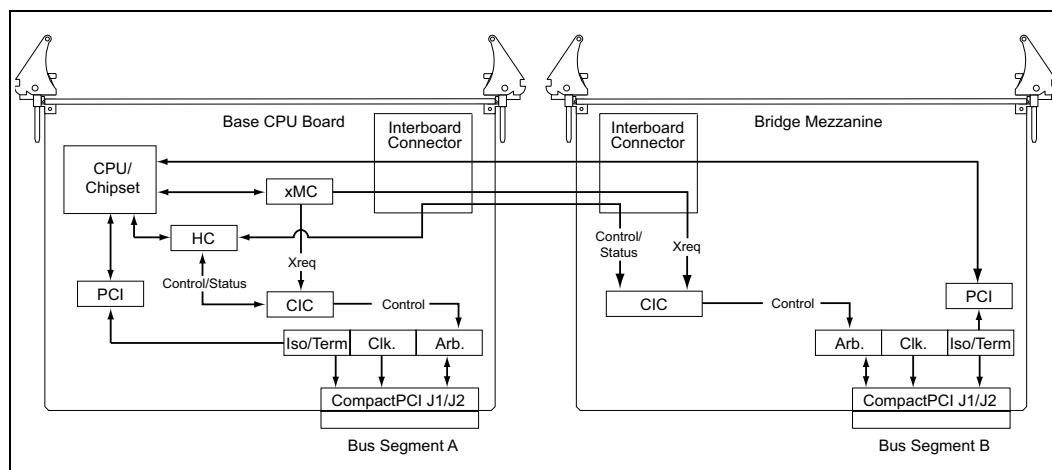 Base CPU Board
Interboard
Connector
CPU/
Chipset
xMC
HC
Xreq
Control/Status
PCI
CIC
Control
Iso/Term
Clk.
Arb.
CompactPCI J1/J2
Bus Segment A
Interboard
Connector
Bridge Mezzanine
Control/
Status
Xreq
CIC
Control
PCI
Arb.
Clk.
Iso/Term
CompactPCI J1/J2
Bus Segment B